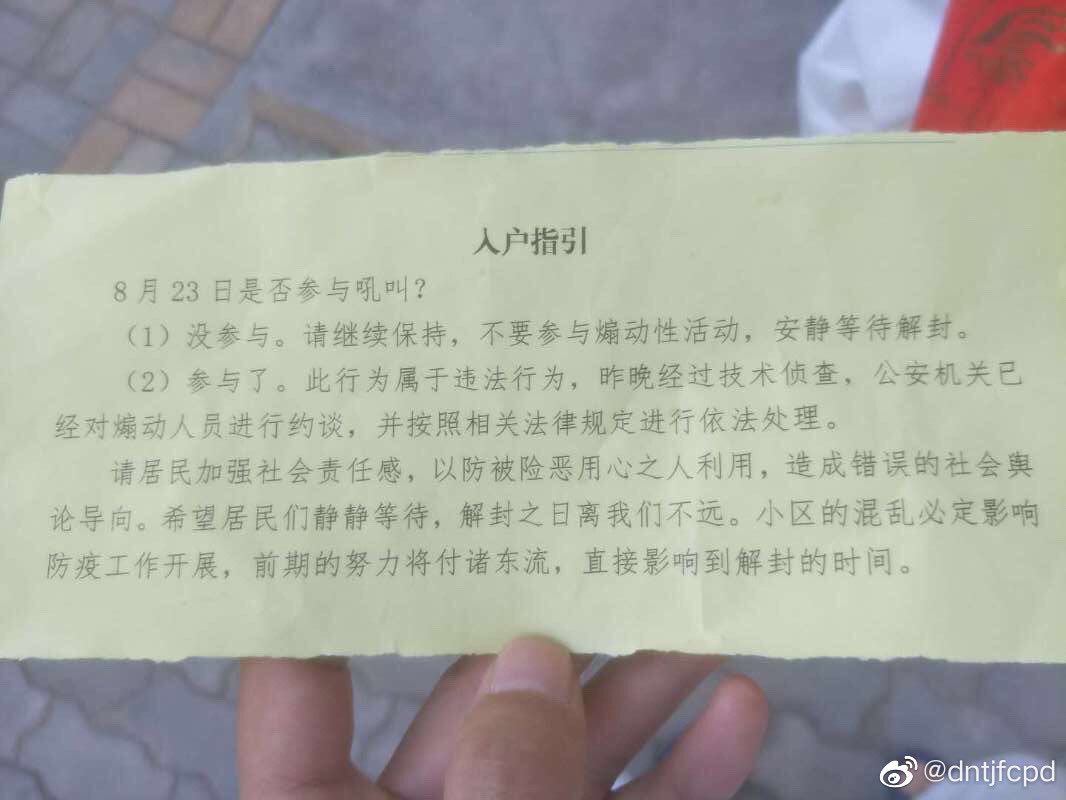 入户指引
8月23日是否参与吼叫?
(1)没参与。请继续保持，不要参与煽动性活动，安静等待解封。
(2)参与了。此行为属于违法行为，昨晚经过技术侦查，公安机关已
经对煽动人员进行约谈，并按照相关法律规定进行依法处理。
请居民加强社会责任感，以防被险恶用心之人利用，造成错误的社会舆
论导向。希望居民们静静等待，解封之日离我们不远。小区的混乱必定影响
防疫工作开展，前期的努力将付诸东流，直接影响到解封的时间。
@dntjfcpd